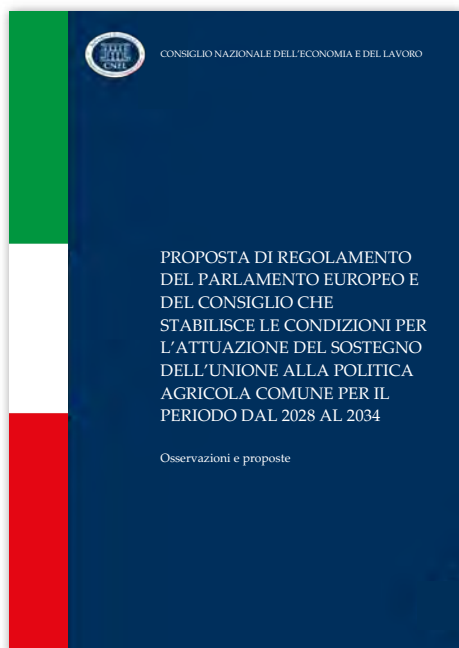 CNEL
CONSIGLIO NAZIONALE DELL'ECONOMIA E DEL LAVORO
PROPOSTA DI REGOLAMENTO
DEL PARLAMENTO EUROPEO E
DEL CONSIGLIO CHE
STABILISCE LE CONDIZIONI PER
L'ATTUAZIONE DEL SOSTEGNO
DELL'UNIONE ALLA POLITICA
AGRICOLA COMUNE PER IL
PERIODO DAL 2028 AL 2034
Osservazioni e proposte